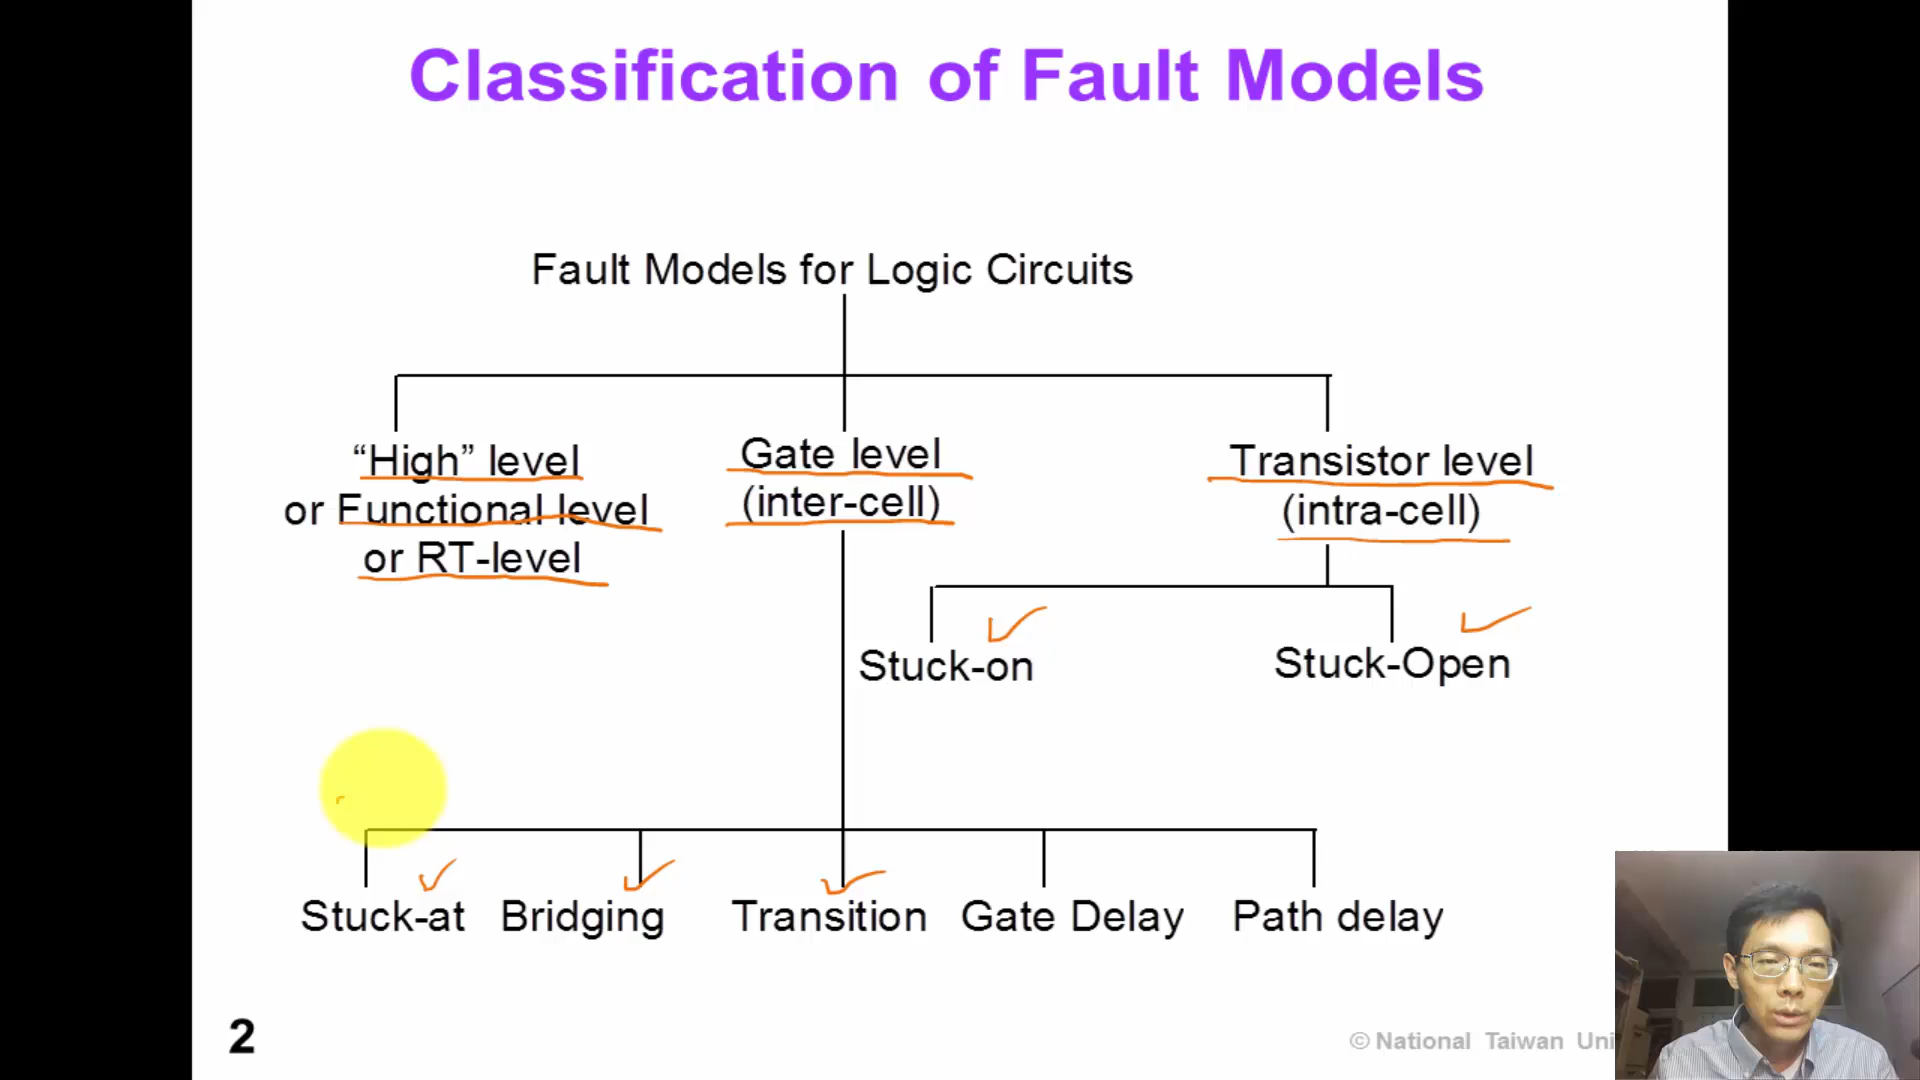 Classification of Fault Models
Fault Models for Logic Circuits
“High” level
or Functional level
or RT-level
Gate level
(inter-cell)
Transistor level
(intra-cell)
Stuck-on
Stuck-Open
Stuck-at
Bridging
Transition
Gate Delay
Path delay
2
© National Taiwan Uni